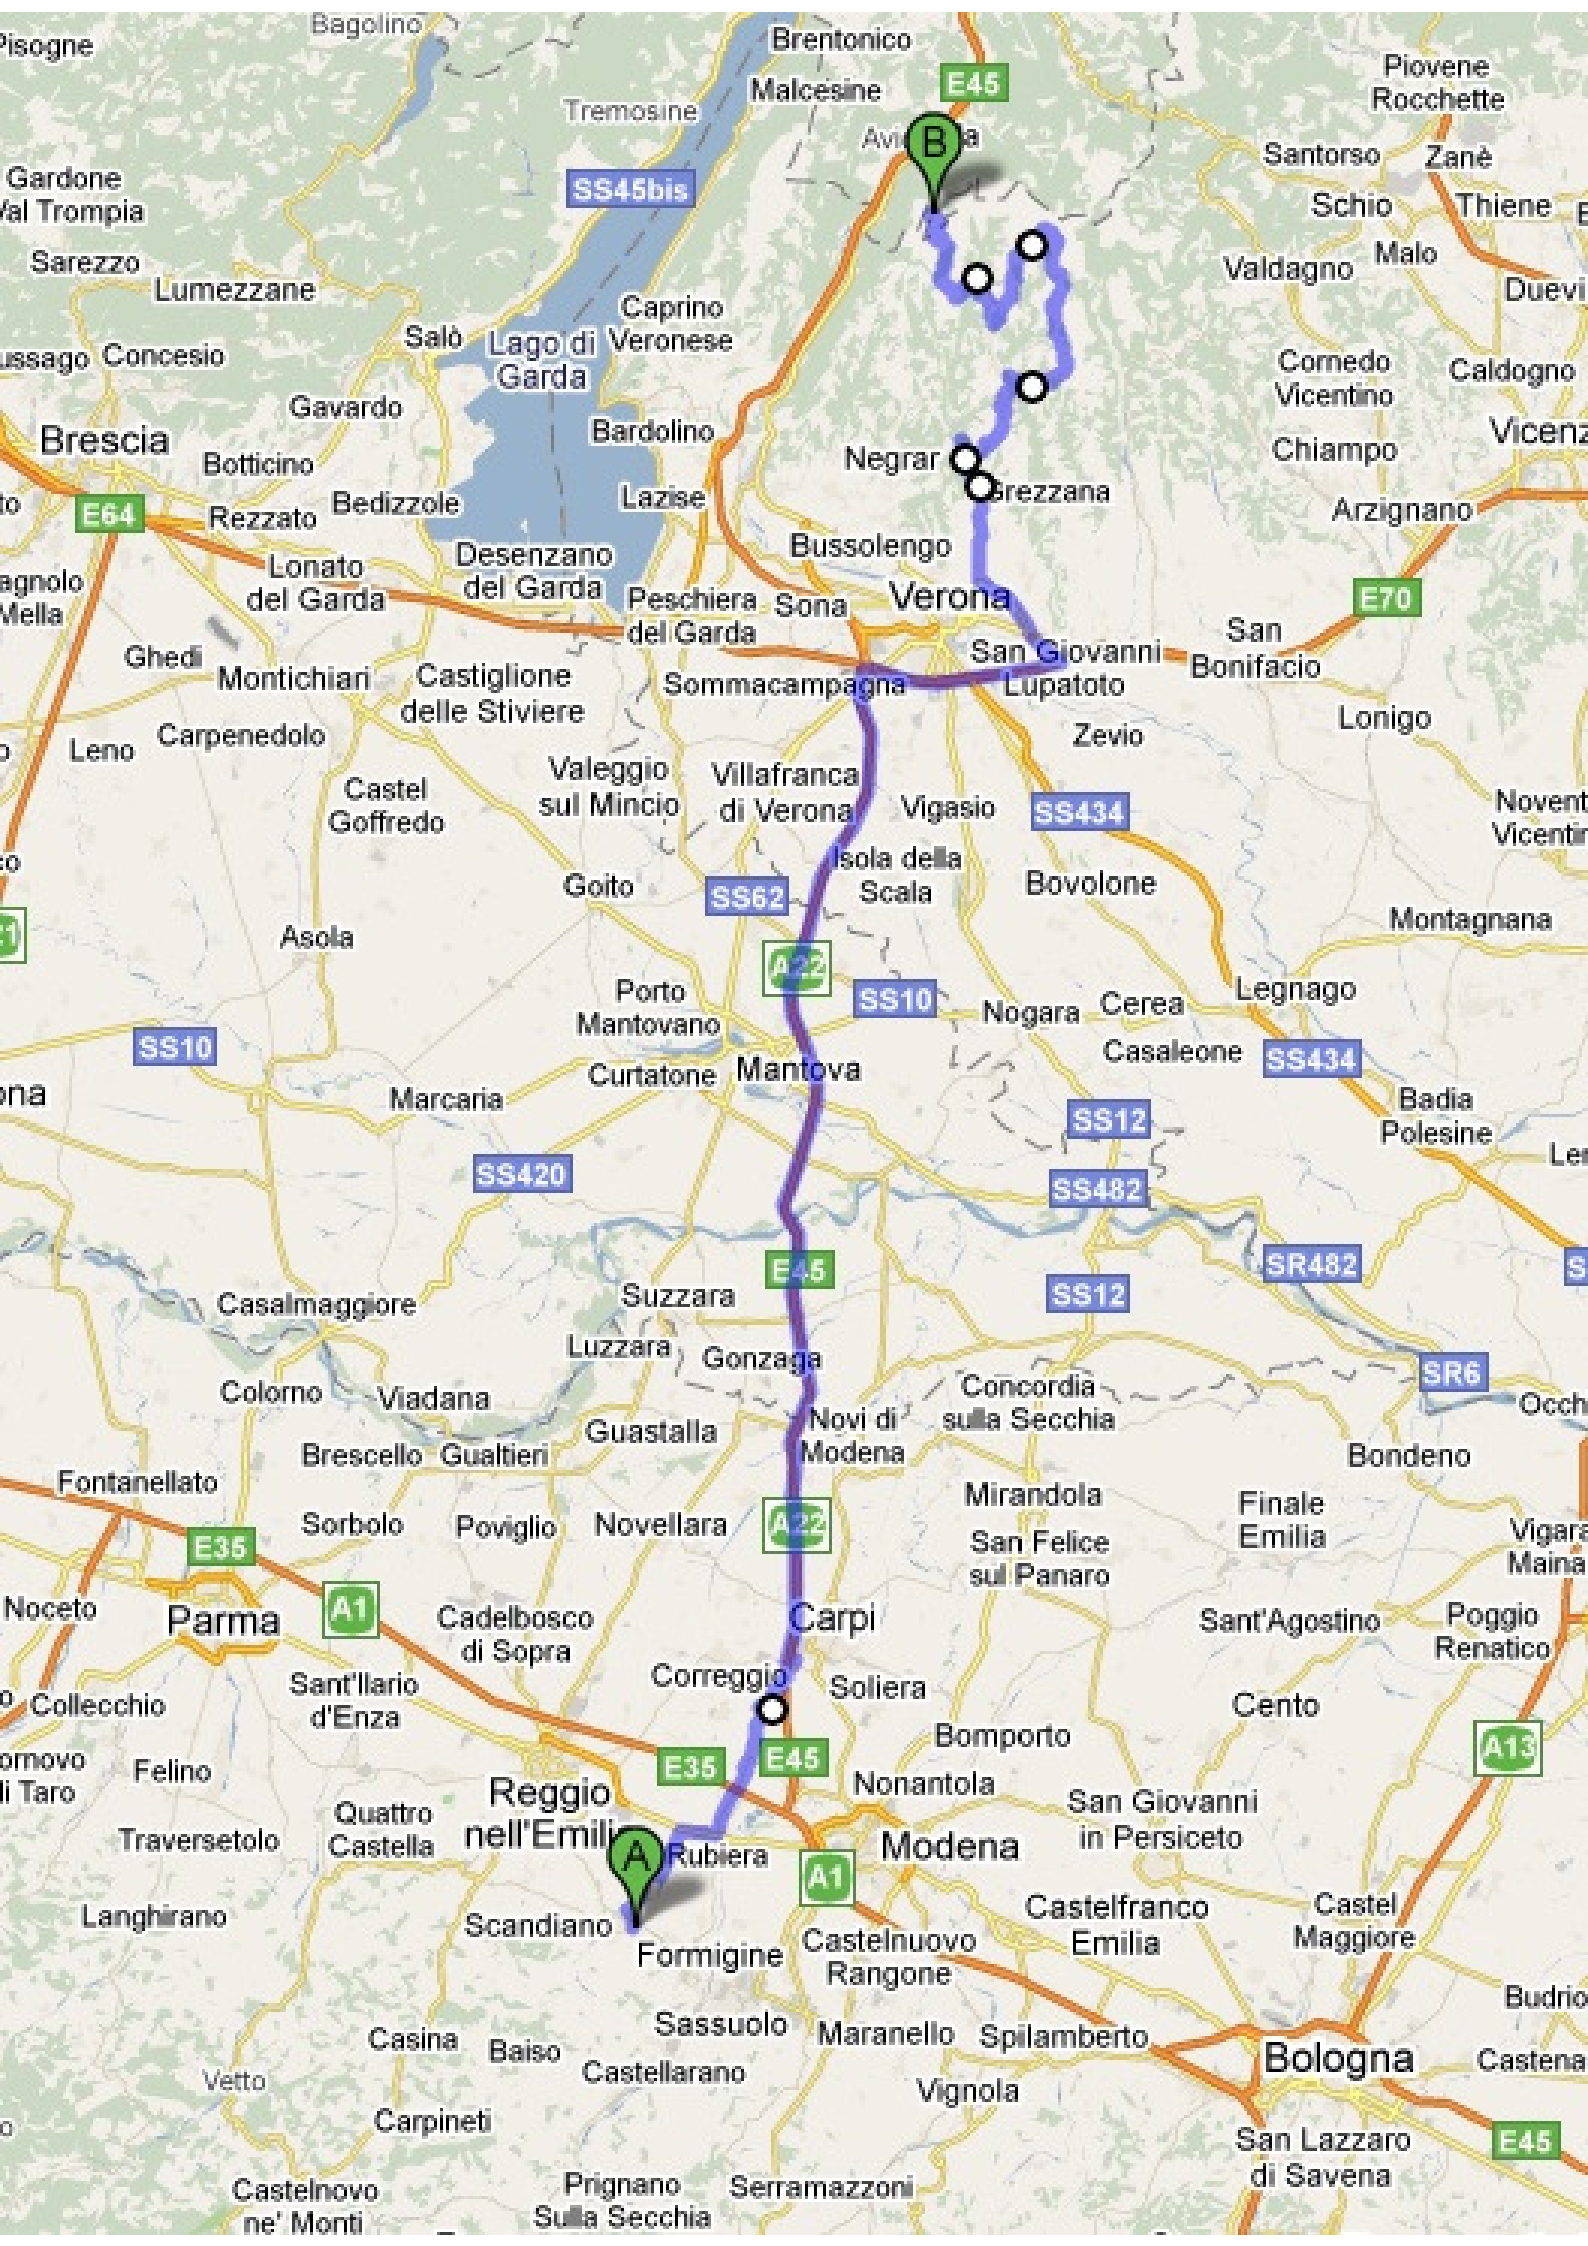 Bagolino
Pisogne
Brentonico
Malcesine
E45
Piovene
Rocchette
Tremosine
B
Santorso
Zanè
SS45bis
Gardone
Val Trompia
Schio
Thiene
Sarezzo
Malo
Valdagno
Lumezzane
Caprino
Veronese
Salò
Lago di
Garda
Concesio
Cornedo
Vicentino
Caldogno
Gavardo
Brescia
Bardolino
Negrar
Chiampo
Botticino
Bedizzole
Lazise
Grezzana
Arzignano
E64
Rezzato
Bussolengo
Desenzano
del Garda
Lonato
del Garda
Peschiera
del Garda
Sona
Verona
E70
San
Bonifacio
San Giovanni
Lupatoto
Ghedi
Montichiari
Castiglione
delle Stiviere
Sommacampagna
Lonigo
Leno
Carpenedolo
Zevio
Valeggio
sul Mincio
Villafranca
di Verona
Castel
Goffredo
Vigasio
SS434
Isola della
Scala
Goito
SS62
Bovolone
Montagnana
Asola
A22
Porto
Mantovano
SS10
Nogara
Cerea
Legnago
SS10
Curtatone
Mantova
Casaleone
SS434
Marcaria
SS12
Badia
Polesine
SS420
SS482
E45
SR482
Casalmaggiore
Suzzara
SS12
Luzzara
Gonzaga
SR6
Colorno
Viadana
Concordia
sulla Secchia
Guastalla
Novi di
Modena
Brescello
Gualtieri
Bondeno
Fontanellato
Mirandola
Finale
Emilia
Sorbolo
Poviglio
Novellara
A22
San Felice
sul Panaro
E35
Noceto
Parma
A1
Cadelbosco
di Sopra
Carpi
Sant'Agostino
Poggio
Renatico
Correggio
Soliera
Sant'Ilario
d'Enza
Collecchio
Cento
Bomporto
A13
Felino
E35
E45
Reggio
nell'Emilia
Nonantola
San Giovanni
in Persiceto
Quattro
Castella
Traversetolo
A
Rubiera
Modena
A1
Langhirano
Scandiano
Castelfranco
Emilia
Castel
Maggiore
Formigine
Castelnuovo
Rangone
Budrio
Sassuolo
Maranello
Spilamberto
Casina
Baiso
Castellarano
Bologna
Vetto
Vignola
Carpineti
San Lazzaro
di Savena
E45
Castelnovo
ne' Monti
Prignano
Sulla Secchia
Serramazzoni